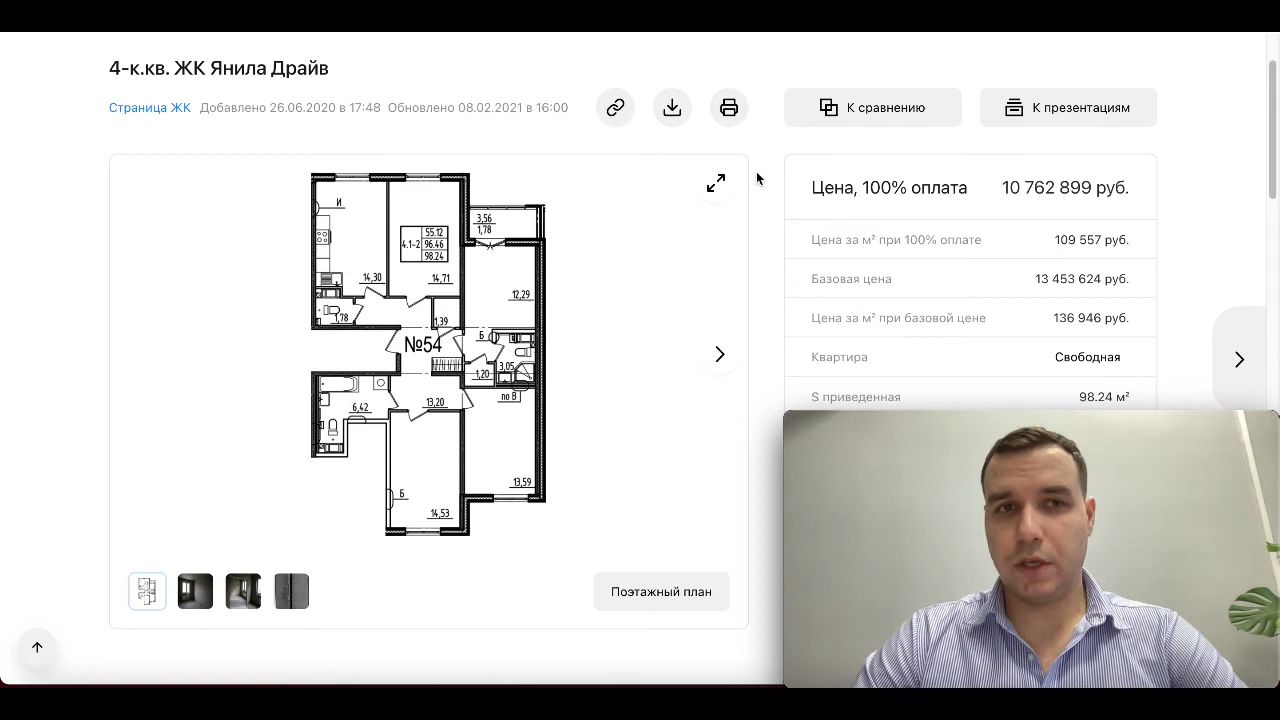 4-к.кв. ЖК Янила Драйв
Страница ЖК Добавлено 26.06.2020 в 17:48 Обновлено 08.02.2021 в 16:00
К сравнению
К презентациям
Цена, 100% оплата 10 762 899 руб.
Цена за м² при 100% оплате 109 557 руб.
Базовая цена 13 453 624 руб.
Цена за м² при базовой цене 136 946 руб.
Квартира Свободная
S приведенная 98.24 м²
И
3,56
1,78
55.12
4.1-2 96.46
98.24
14,30
14,71
12,29
1,78
1,39
№54
Б
3,05
1,20
по В
6,42
13,20
13,59
Б
14,53
Поэтажный план